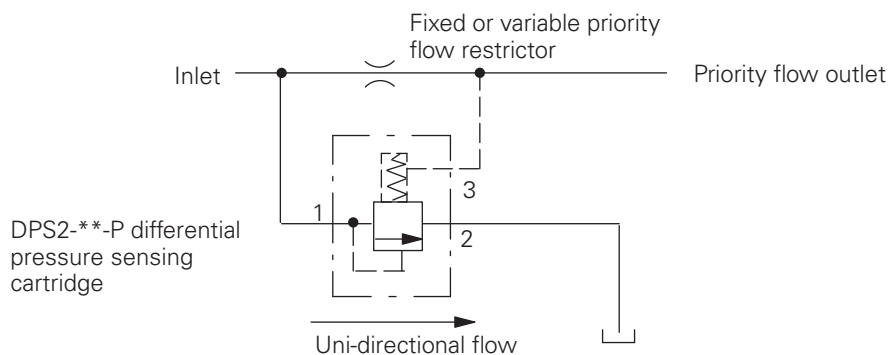 Fixed or variable priority
flow restrictor
Inlet
Priority flow outlet
3
1
2
DPS2-**-P differential
pressure sensing
cartridge
Uni-directional flow